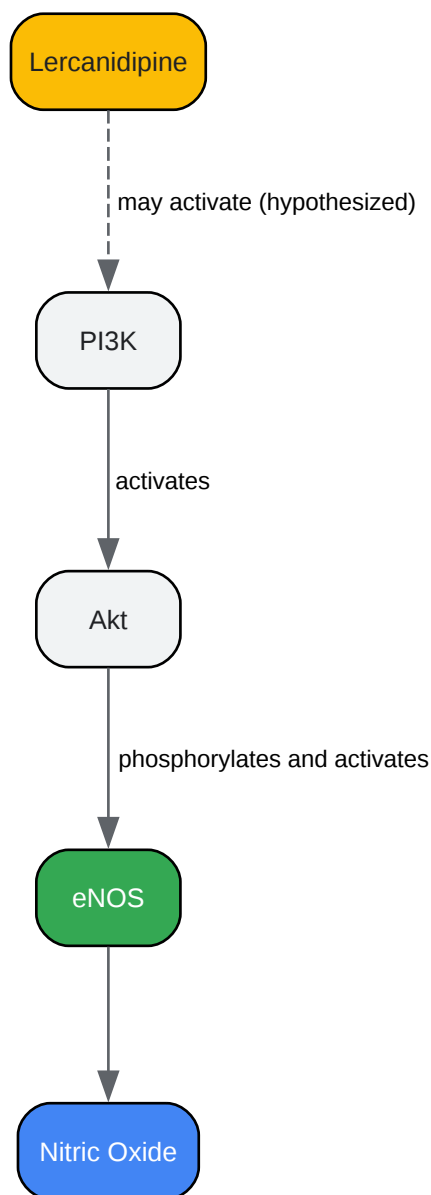 Lercanidipine
may activate (hypothesized)
PI3K
activates
Akt
phosphorylates and activates
eNOS
Nitric Oxide